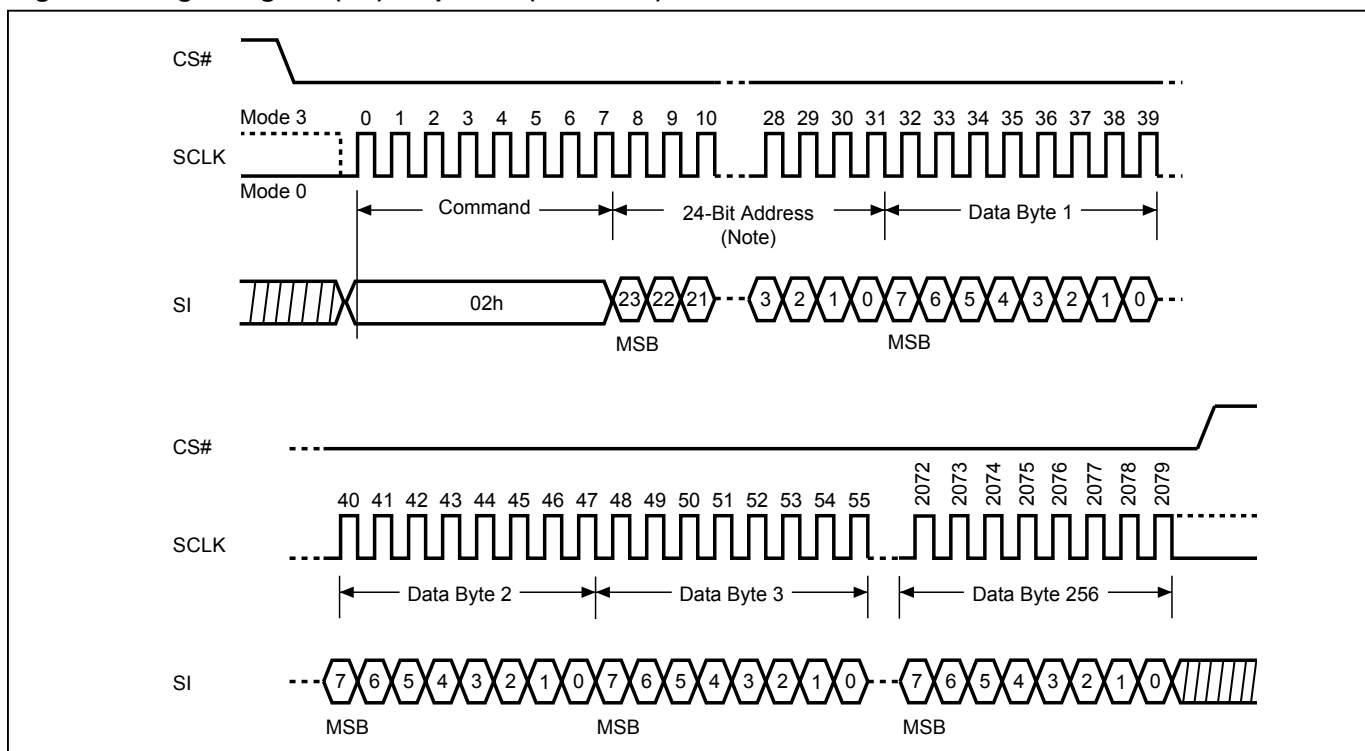 CS#
Mode 3
0 1 2 3 4 5 6 7 8 9 10 28 29 30 31 32 33 34 35 36 37 38 39
SCLK
Mode 0
Command
24-Bit Address
(Note)
Data Byte 1
SI
02h
23 22 21 3 2 1 0 7 6 5 4 3 2 1 0
MSB MSB
CS#
40 41 42 43 44 45 46 47 48 49 50 51 52 53 54 55 2072 2073 2074 2075 2076 2077 2078 2079
SCLK
Data Byte 2 Data Byte 3 Data Byte 256
SI
7 6 5 4 3 2 1 0 7 6 5 4 3 2 1 0 7 6 5 4 3 2 1 0
MSB MSB MSB